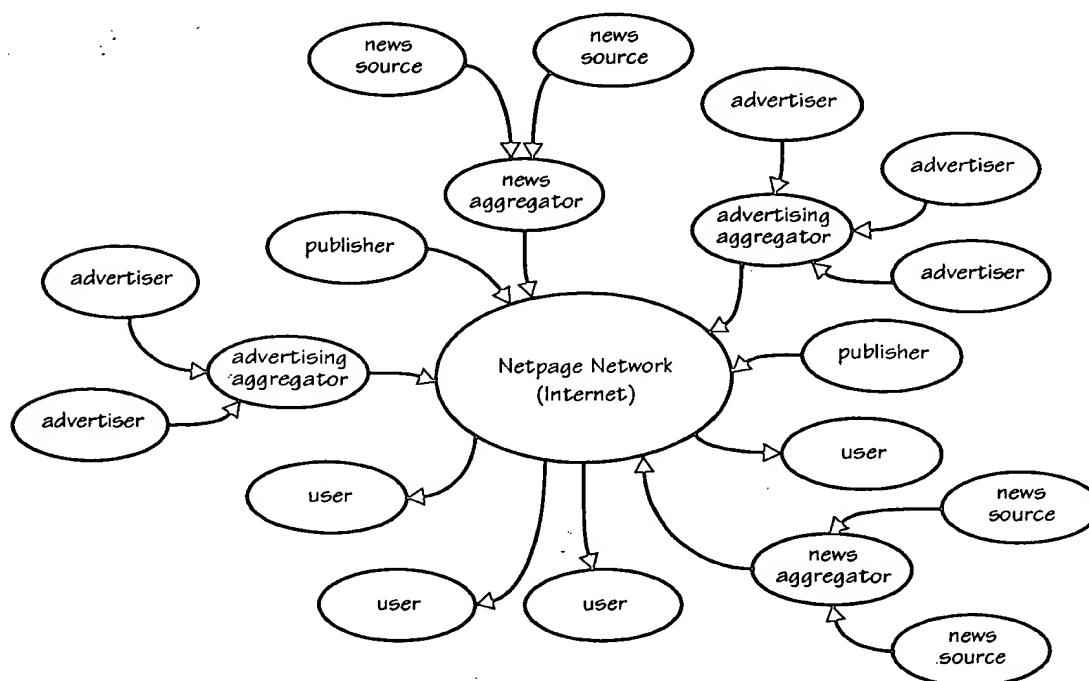 news
source
news
source
advertiser
advertiser
news
aggregator
advertising
aggregator
publisher
advertiser
advertiser
publisher
advertising
aggregator
Netpage Network
(Internet)
advertiser
user
user
news
source
news
aggregator
user
user
news
source